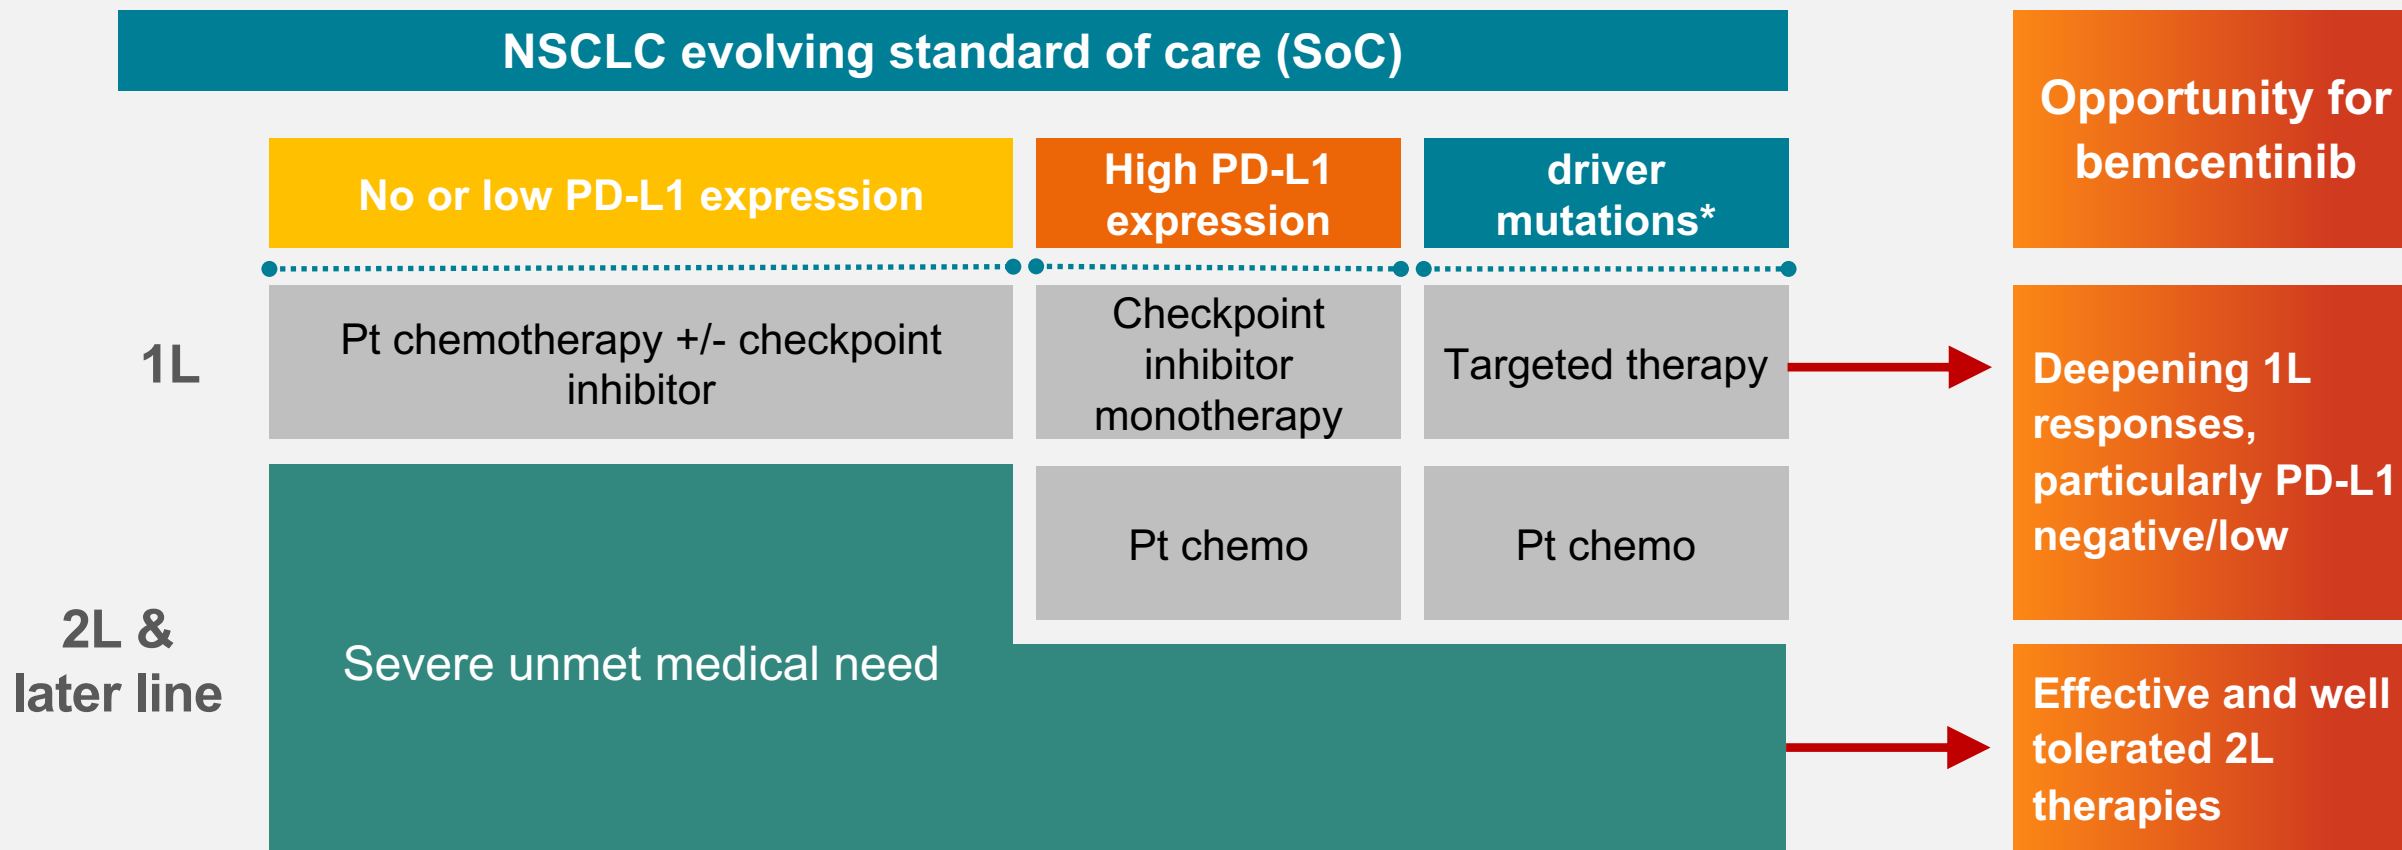 NSCLC evolving standard of care (SoC)
Opportunity for
bemcentinib
No or low PD-L1 expression
High PD-L1
expression
driver
mutations*
1L
Pt chemotherapy +/- checkpoint
inhibitor
Checkpoint
inhibitor
monotherapy
Targeted therapy
Deepening 1L
responses,
particularly PD-L1
negative/low
2L &
later line
Severe unmet medical need
Pt chemo
Pt chemo
Effective and well
tolerated 2L
therapies